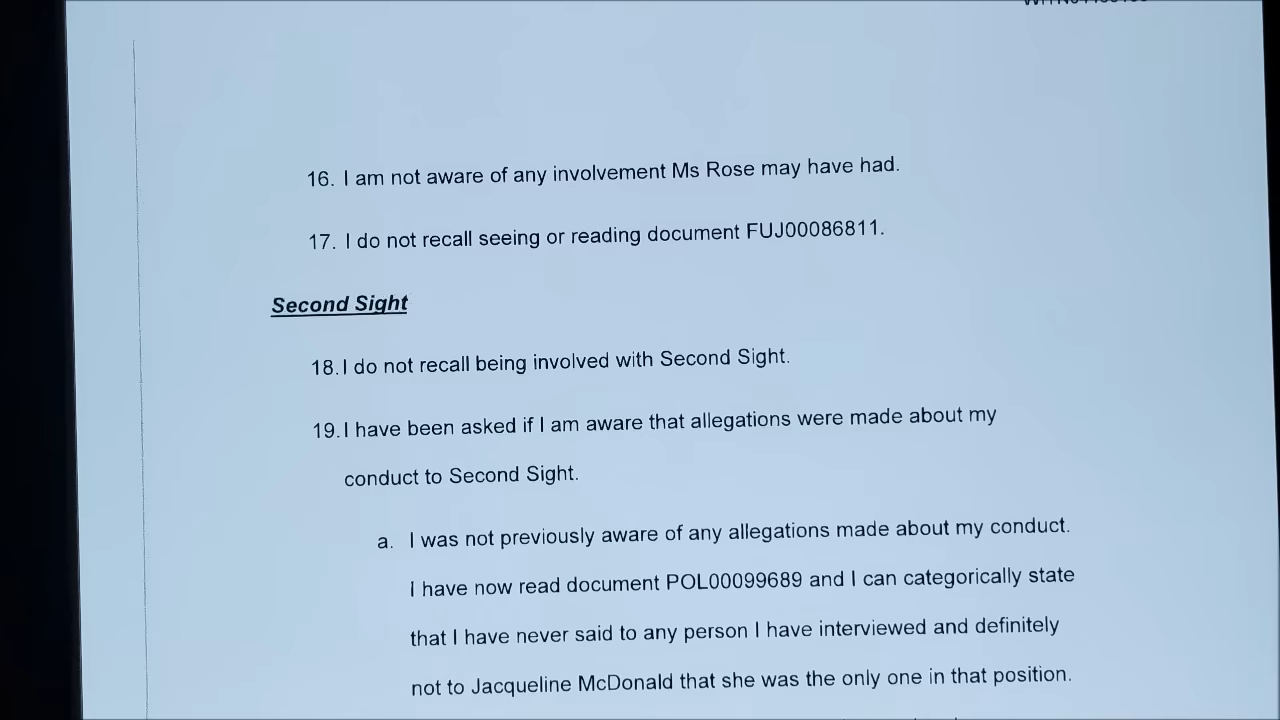 16. I am not aware of any involvement Ms Rose may have had.
17. I do not recall seeing or reading document FUJ00086811.
Second Sight
18. I do not recall being involved with Second Sight.
19. I have been asked if I am aware that allegations were made about my
conduct to Second Sight.
a. I was not previously aware of any allegations made about my conduct.
I have now read document POL00099689 and I can categorically state
that I have never said to any person I have interviewed and definitely
not to Jacqueline McDonald that she was the only one in that position.